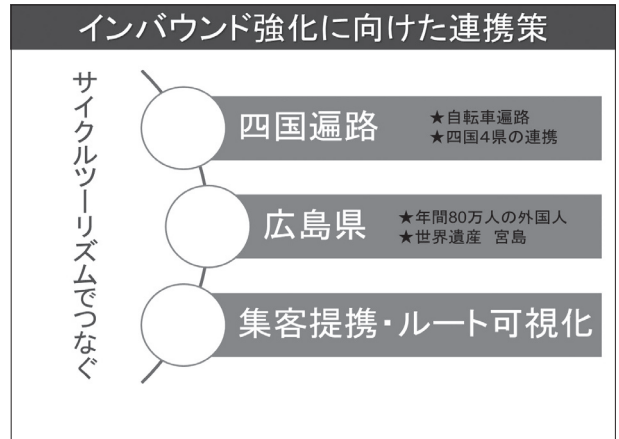 インバウンド強化に向けた連携策
サイクルツーリズムでつなぐ
四国遍路
★自転車遍路
★四国4県の連携
広島県
★年間80万人の外国人
★世界遺産 宮島
集客提携・ルート可視化